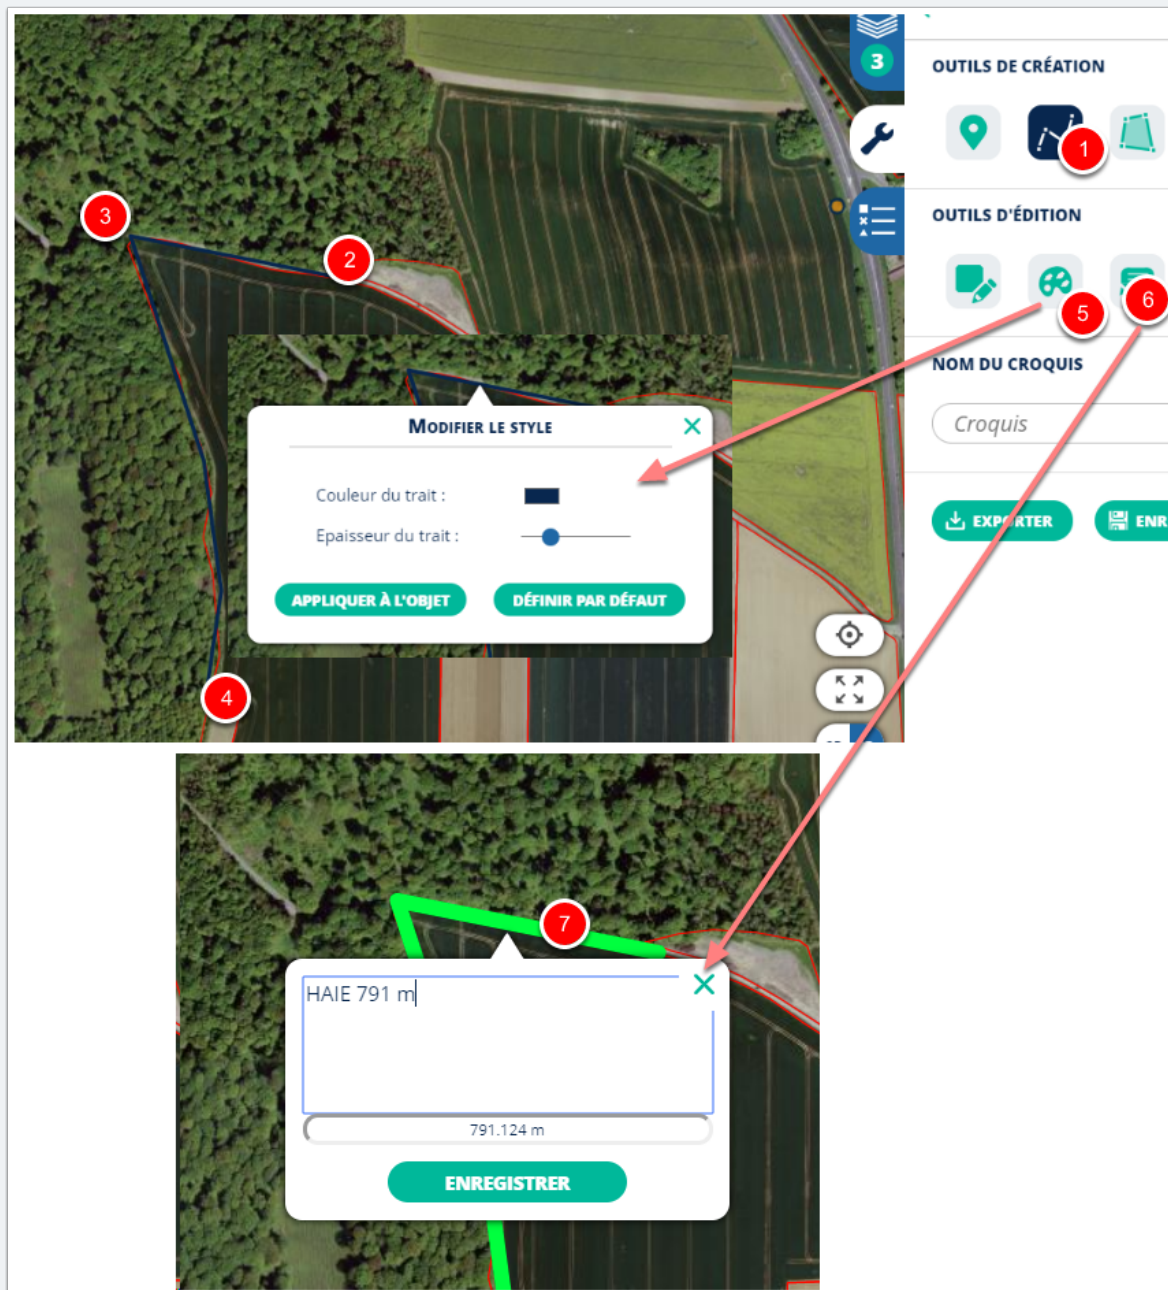 3
OUTILS DE CRÉATION
1
OUTILS D'ÉDITION
3
2
5
6
NOM DU CROQUIS
Croquis
MODIFIER LE STYLE
Couleur du trait :
Epaisseur du trait :
APPLIQUER À L'OBJET
DÉFINIR PAR DÉFAUT
EXPORTER
ENR
4
7
HAIE 791 m
791.124 m
ENREGISTRER